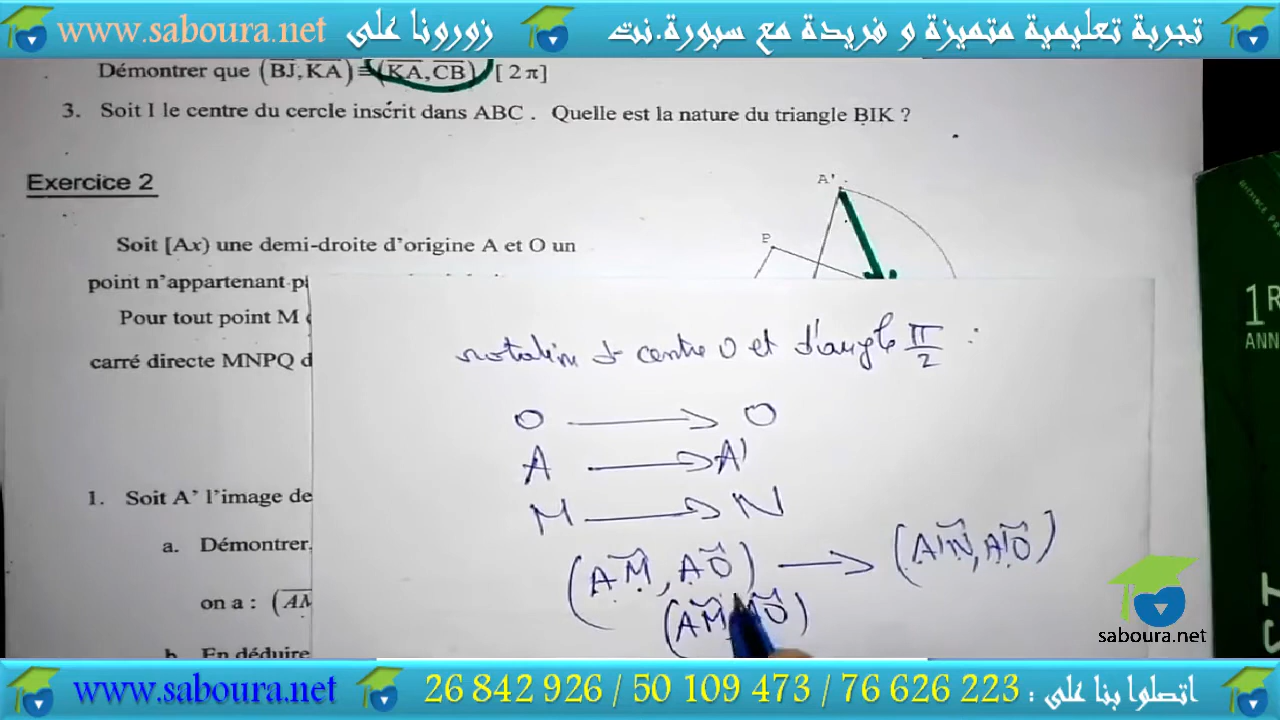 www.saboura.net زورونا على
تجربة تعليمية متميزة و فريدة مع سبورة.نت
Démontrer que (BJ,KA) ≡ (KA,CB) [2π]
3. Soit I le centre du cercle inscrit dans ABC . Quelle est la nature du triangle BIK ?
Exercice 2
A'
P
Soit [Ax) une demi-droite d'origine A et O un
point n'appartenant p
Pour tout point M
carré directe MNPQ d
rotation de centre O et d'angle π/2 :
O → O
A → A'
M → N
1. Soit A' l'image de
a. Démontrer
(AM, AO) → (A'N, A'O)
on a : (AM
(AM, AO)
b. En déduire
1R
ANN
saboura.net
www.saboura.net
26 842 926 / 50 109 473 / 76 626 223 : اتصلوا بنا على